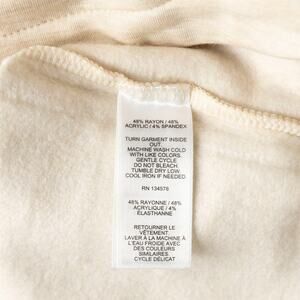 48% RAYON / 48%
ACRYLIC / 4% SPANDEX
TURN GARMENT INSIDE
OUT.
MACHINE WASH COLD
WITH LIKE COLORS.
GENTLE CYCLE
DO NOT BLEACH.
TUMBLE DRY LOW
COOL IRON IF NEEDED.
RN 134578
48% RAYONNE / 48%
ACRYLIQUE / 4%
ÉLASTHANNE
RETOURNER LE
VÊTEMENT.
LAVER À LA MACHINE À
L'EAU FROIDE AVEC
DES COULEURS
SIMILAIRES
CYCLE DÉLICAT